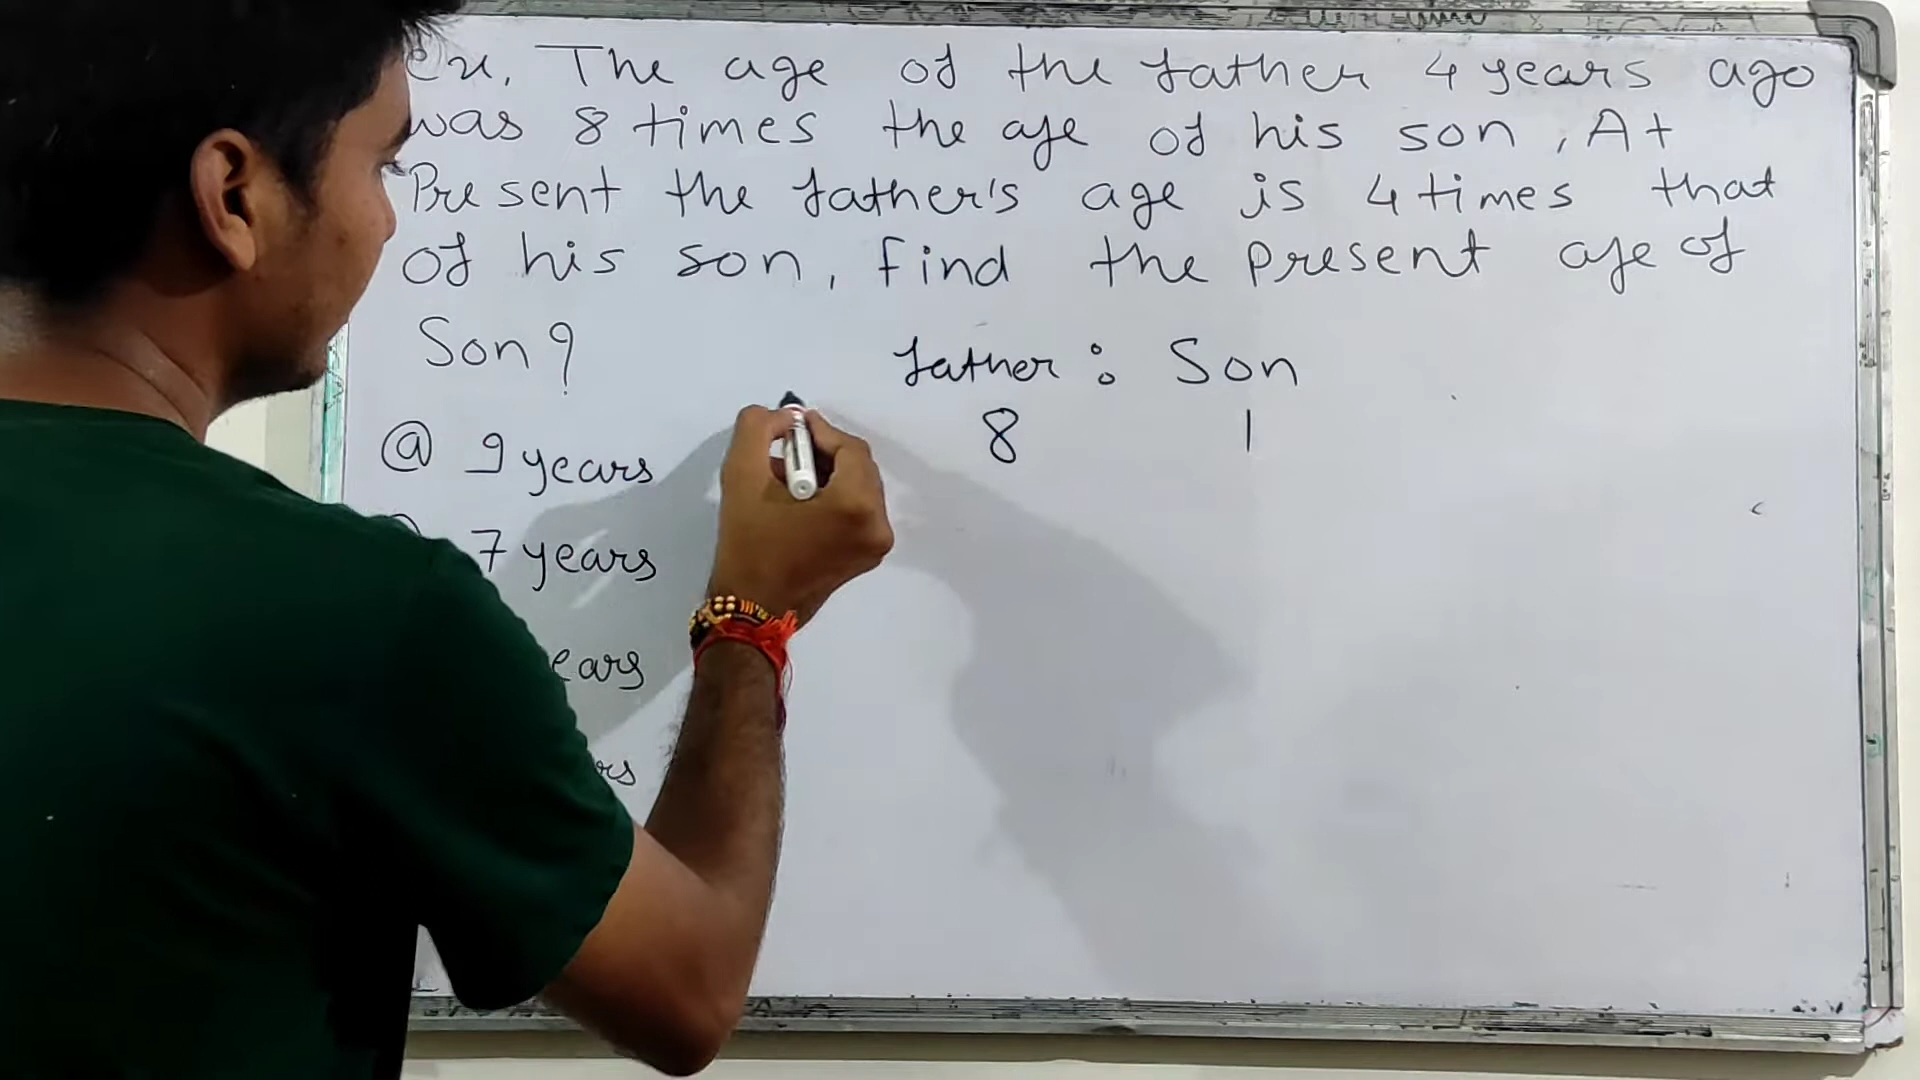 Ex. The age of the father 4 years ago
was 8 times the age of his son, At
Present the father's age is 4 times that
of his son, Find the present age of
Son?
father : Son
8 1
@ 9 years
7 years
ears
rs